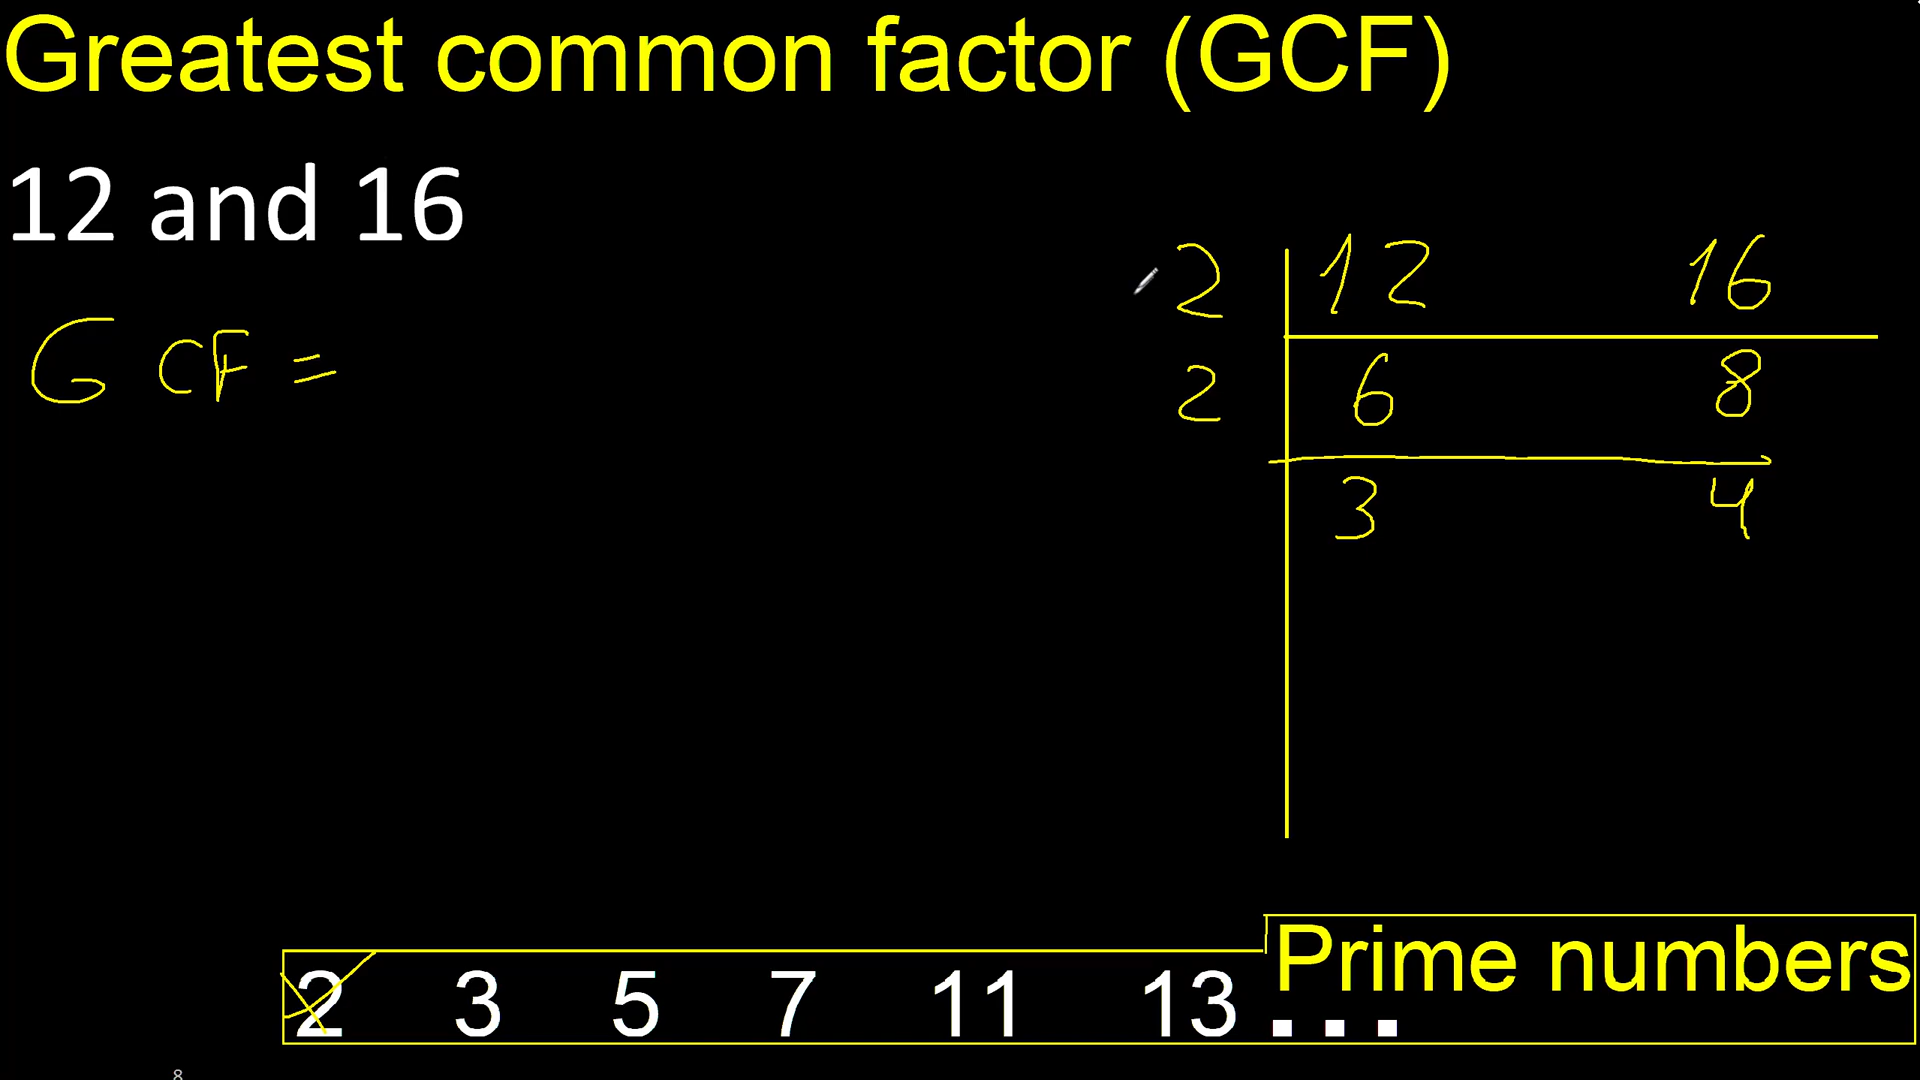 Greatest common factor (GCF)
12 and 16
2 12 16
GCF =
2 6 8
3 4
Prime numbers
2 3 5 7 11 13 ...
8